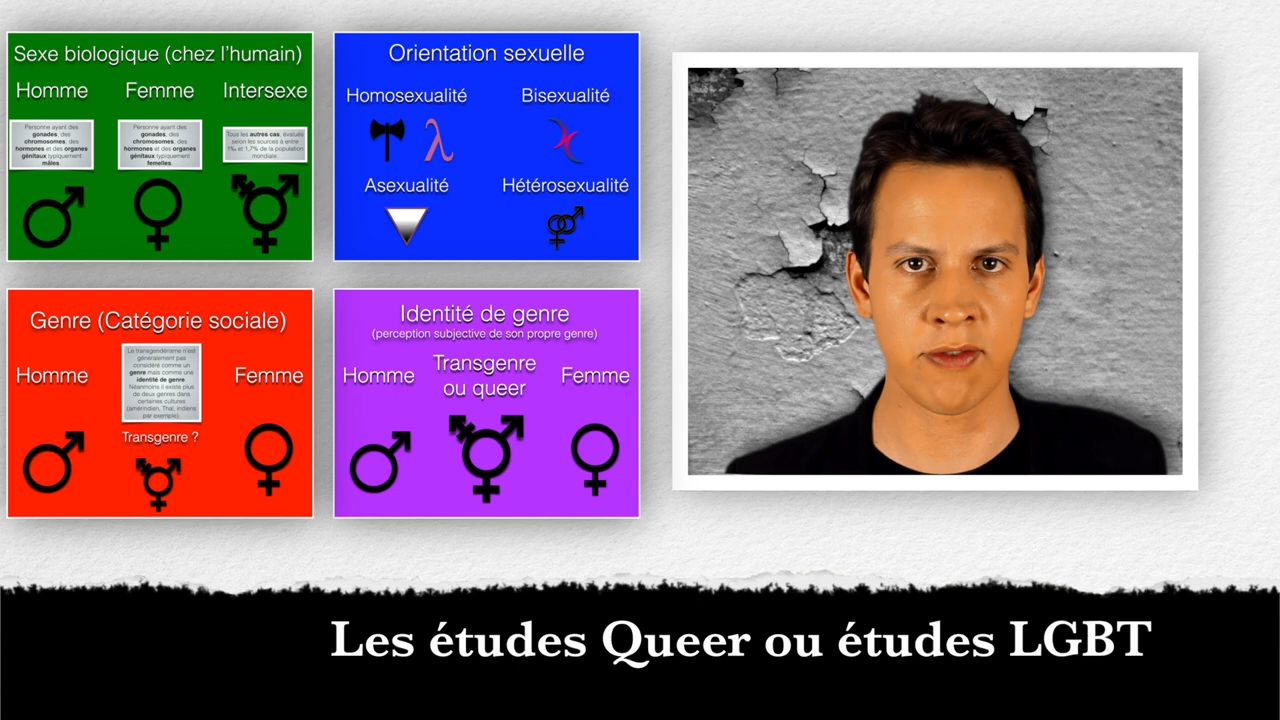 Sexe biologique (chez l'humain)
Homme
Femme
Intersexe
Personne ayant des
gonades, des
chromosomes, des
hormones et des organes
génitaux typiquement
mâles.
Personne ayant des
gonades, des
chromosomes, des
hormones et des organes
génitaux typiquement
femelles.
Tous les autres cas, évalués
selon les sources à entre
1‰ et 1,7% de la population
mondiale.
Orientation sexuelle
Homosexualité
Bisexualité
λ
Asexualité
Hétérosexualité
Genre (Catégorie sociale)
Homme
Femme
Le transgendérisme n'est
généralement pas
considéré comme un
genre mais comme une
identité de genre.
Néanmoins il existe plus
de deux genres dans
certaines cultures
(amérindien, Thaï, indiens
par exemple).
Transgenre ?
Identité de genre
(perception subjective de son propre genre)
Homme
Transgenre
ou queer
Femme
Les études Queer ou études LGBT